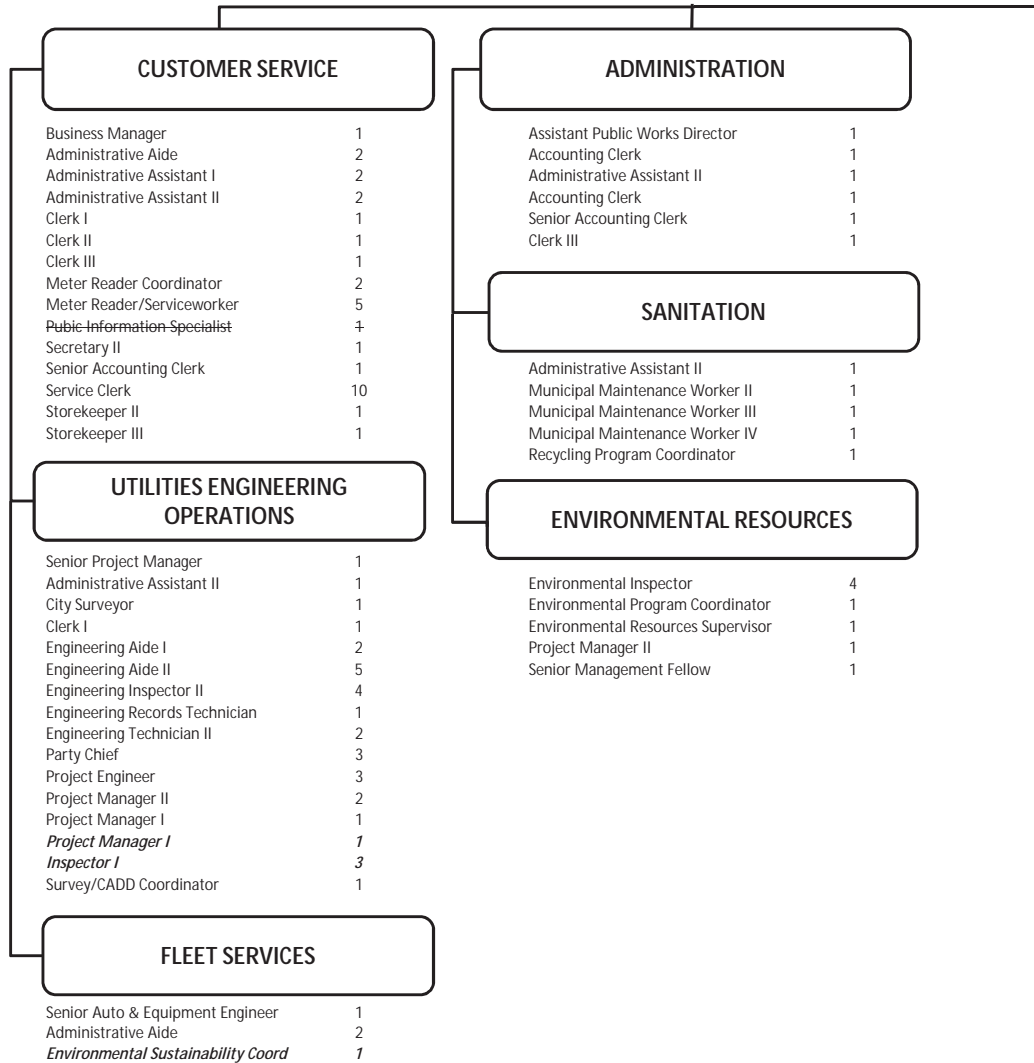 CUSTOMER SERVICE
Business Manager 1
Administrative Aide 2
Administrative Assistant I 2
Administrative Assistant II 2
Clerk I 1
Clerk II 1
Clerk III 1
Meter Reader Coordinator 2
Meter Reader/Serviceworker 5
Pubic Information Specialist 1
Secretary II 1
Senior Accounting Clerk 1
Service Clerk 10
Storekeeper II 1
Storekeeper III 1
UTILITIES ENGINEERING
OPERATIONS
Senior Project Manager 1
Administrative Assistant II 1
City Surveyor 1
Clerk I 1
Engineering Aide I 2
Engineering Aide II 5
Engineering Inspector II 4
Engineering Records Technician 1
Engineering Technician II 2
Party Chief 3
Project Engineer 3
Project Manager II 2
Project Manager I 1
Project Manager I 1
Inspector I 3
Survey/CADD Coordinator 1
FLEET SERVICES
Senior Auto & Equipment Engineer 1
Administrative Aide 2
Environmental Sustainability Coord 1
ADMINISTRATION
Assistant Public Works Director 1
Accounting Clerk 1
Administrative Assistant II 1
Accounting Clerk 1
Senior Accounting Clerk 1
Clerk III 1
SANITATION
Administrative Assistant II 1
Municipal Maintenance Worker II 1
Municipal Maintenance Worker III 1
Municipal Maintenance Worker IV 1
Recycling Program Coordinator 1
ENVIRONMENTAL RESOURCES
Environmental Inspector 4
Environmental Program Coordinator 1
Environmental Resources Supervisor 1
Project Manager II 1
Senior Management Fellow 1